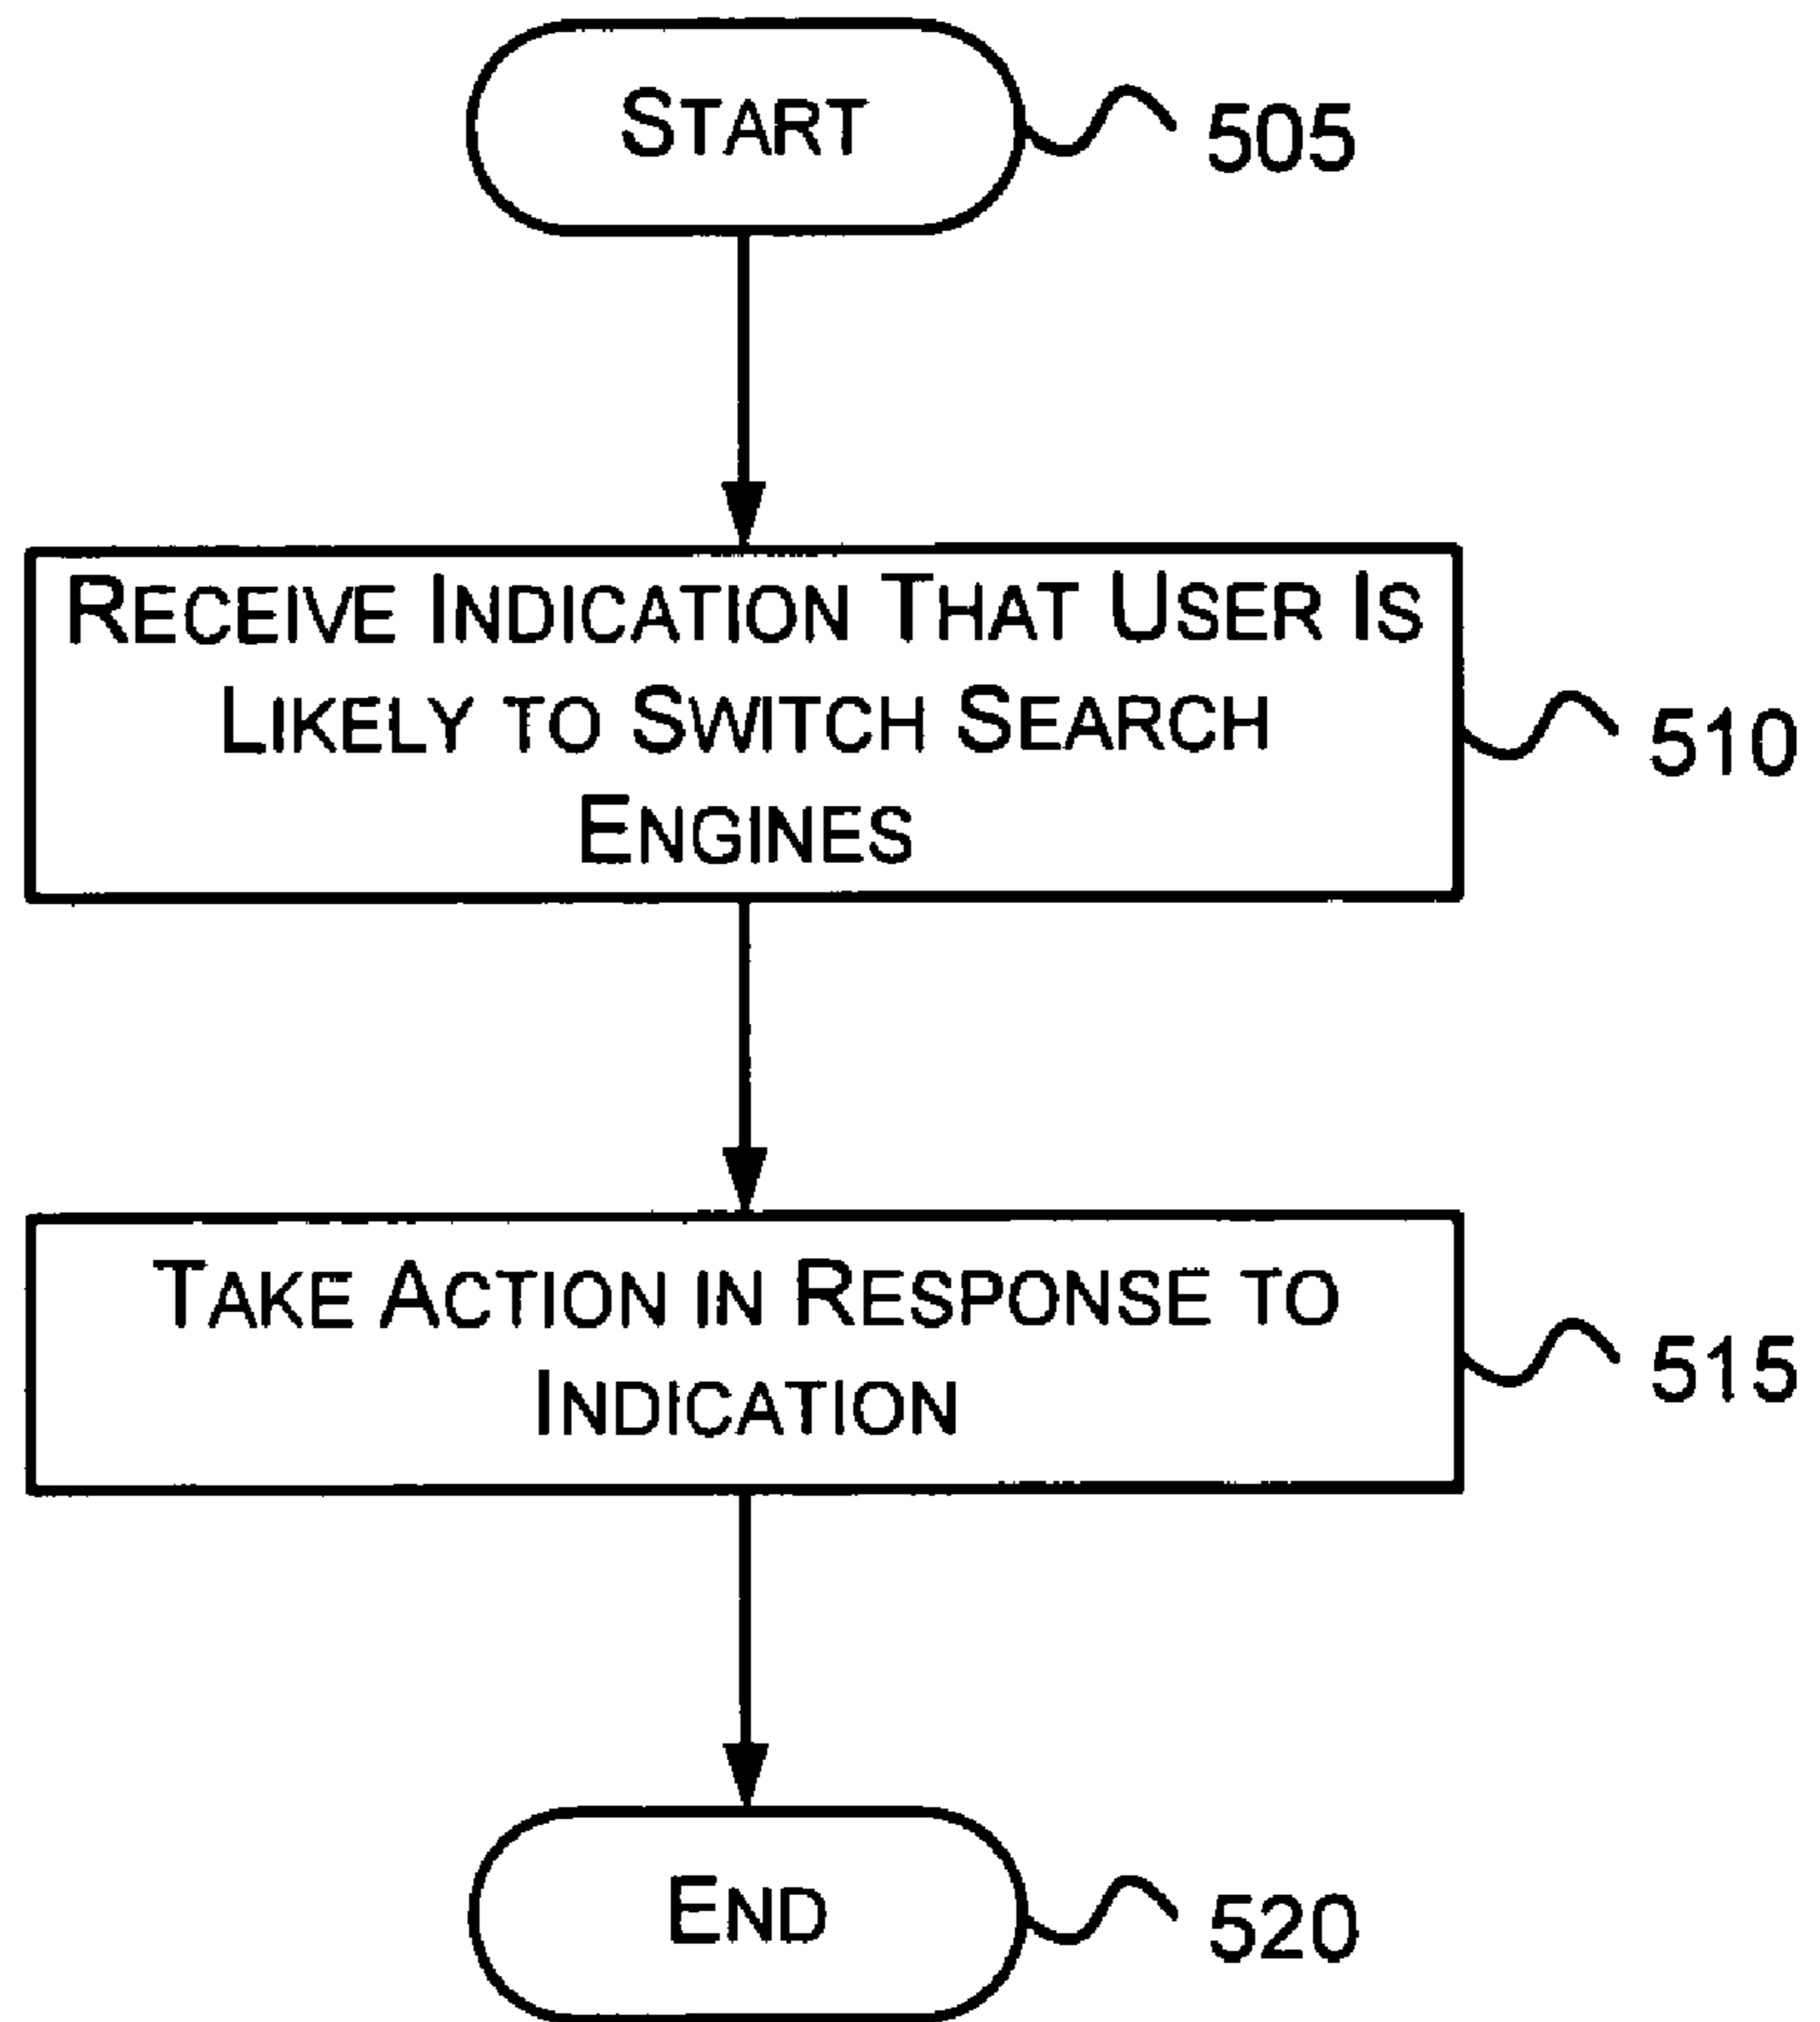 START
505
RECEIVE INDICATION THAT USER IS
LIKELY TO SWITCH SEARCH
ENGINES
510
TAKE ACTION IN RESPONSE TO
INDICATION
515
END
520